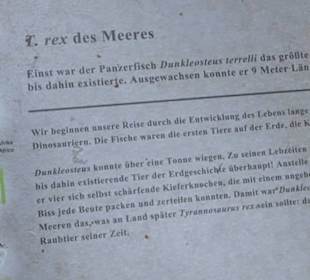 T. rex des Meeres
Einst war der Panzerfisch Dunkleosteus terrelli das größte
bis dahin existierte. Ausgewachsen konnte er 9 Meter Län
Wir beginnen unsere Reise durch die Entwicklung des Lebens lange
Dinosauriern. Die Fische waren die ersten Tiere auf der Erde, die K
Dunkleosteus konnte über eine Tonne wiegen. Zu seinen Lebzeiten
bis dahin existierende Tier der Erdgeschichte überhaupt! Anstelle
er vier sich selbst schärfende Kieferknochen, die mit einem ungeh
Biss jede Beute packen und zerteilen konnten. Damit war Dunkleos
Meeren das, was an Land später Tyrannosaurus rex sein sollte: da
Raubtier seiner Zeit.